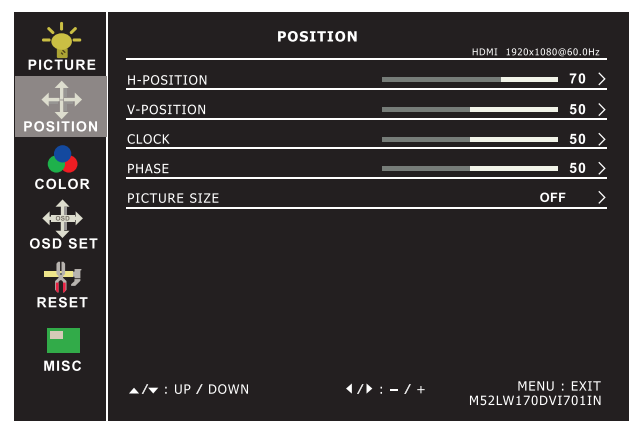 POSITION
HDMI 1920x1080@60.0Hz
PICTURE
POSITION
COLOR
OSD
OSD SET
RESET
MISC
H-POSITION 70 >
V-POSITION 50 >
CLOCK 50 >
PHASE 50 >
PICTURE SIZE OFF >
▲/▼ : UP / DOWN ◀/▶ : – / + MENU : EXIT
M52LW170DVI701IN